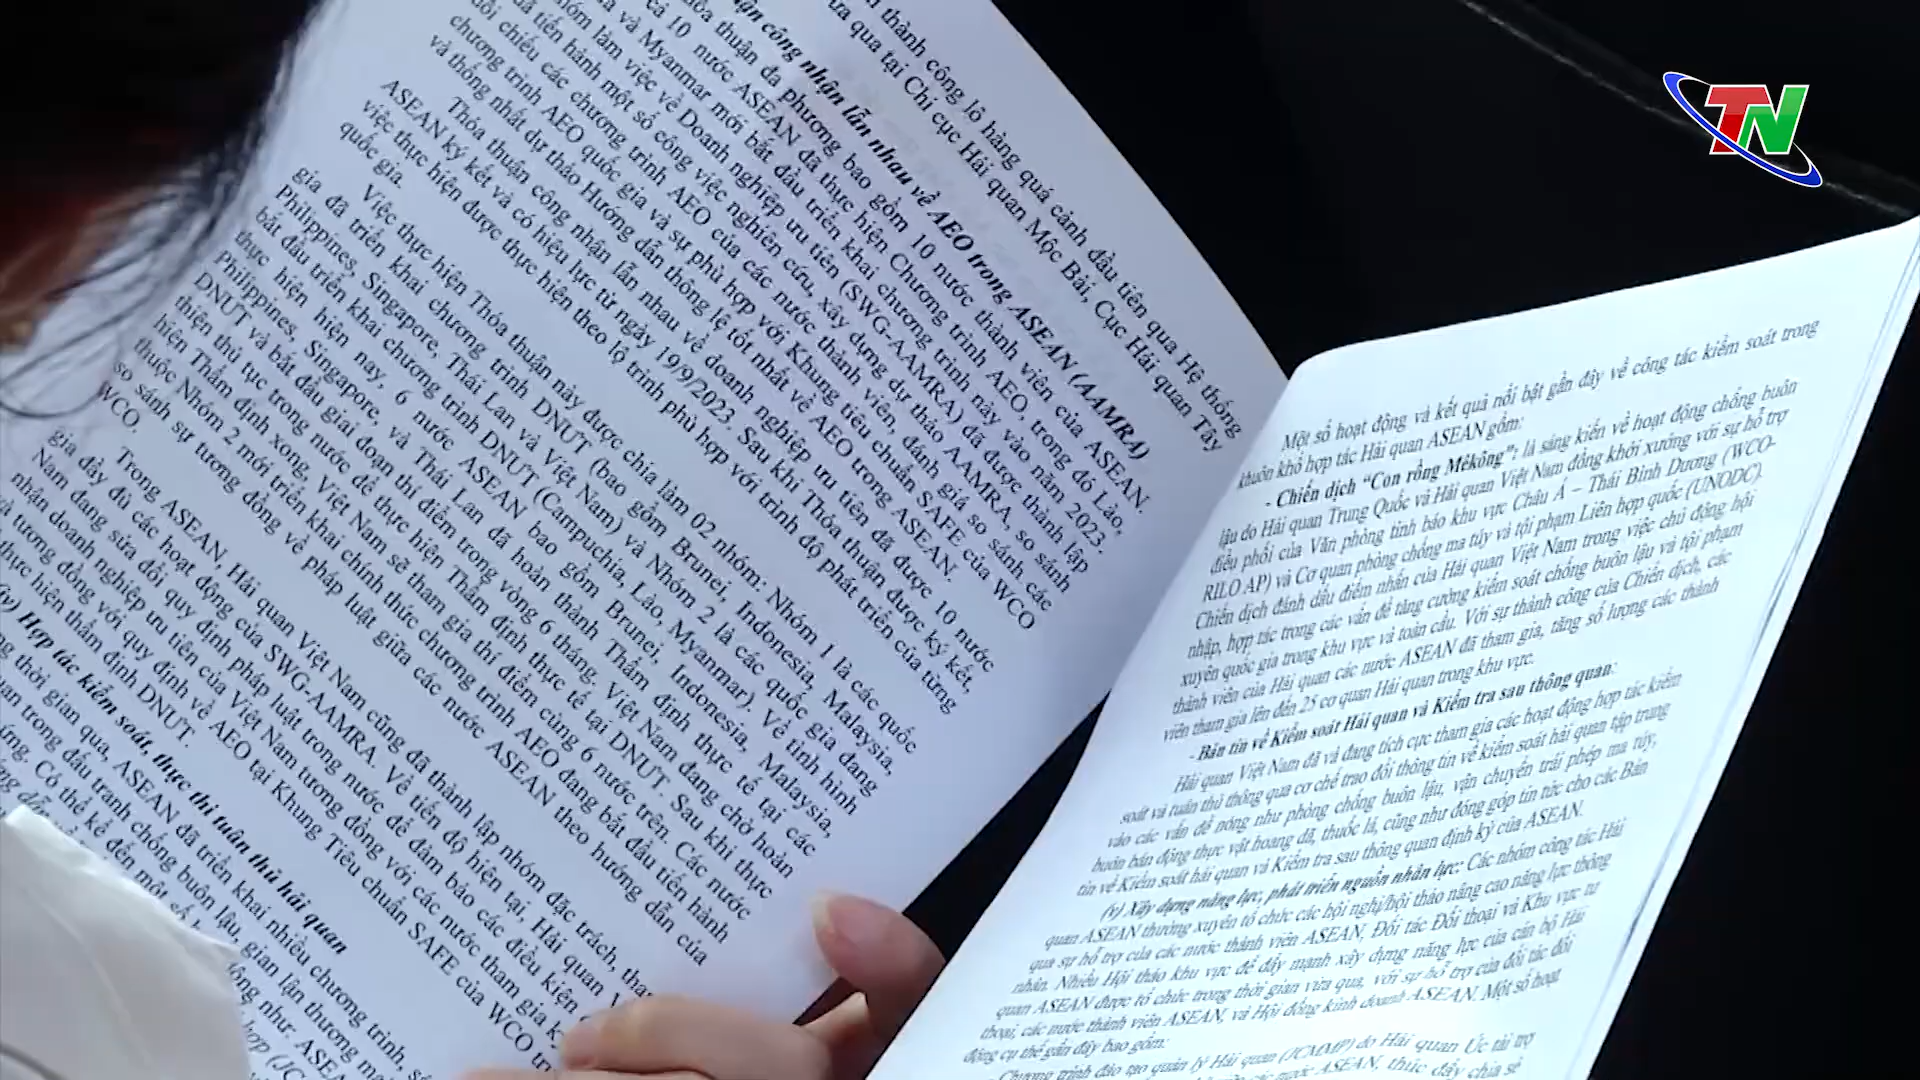 TN
thành công lô hàng quá cảnh đầu tiên qua Hệ thống
qua tại Chi cục Hải quan Mộc Bài, Cục Hải quan Tây
công nhận lẫn nhau về AEO trong ASEAN (AAMRA)
thuận đa phương bao gồm 10 nước thành viên của ASEAN.
cả 10 nước ASEAN đã thực hiện Chương trình AEO, trong đó Lào,
và Myanmar mới bắt đầu triển khai chương trình này vào năm 2023.
nhóm làm việc về Doanh nghiệp ưu tiên (SWG-AAMRA) đã được thành lập
đã tiến hành một số công việc nghiên cứu, xây dựng dự thảo AAMRA, so sánh
chiếu các chương trình AEO của các nước thành viên, đánh giá so sánh các
chương trình AEO quốc gia và sự phù hợp với Khung tiêu chuẩn SAFE của WCO
và thống nhất dự thảo Hướng dẫn thông lệ tốt nhất về AEO trong ASEAN.
Thỏa thuận công nhận lẫn nhau về doanh nghiệp ưu tiên đã được 10 nước
ASEAN ký kết và có hiệu lực từ ngày 19/9/2023. Sau khi Thỏa thuận được ký kết,
việc thực hiện được thực hiện theo lộ trình phù hợp với trình độ phát triển của từng
quốc gia.
Việc thực hiện Thỏa thuận này được chia làm 02 nhóm: Nhóm 1 là các quốc
gia đã triển khai chương trình DNUT (bao gồm Brunei, Indonesia, Malaysia,
Philippines, Singapore, Thái Lan và Việt Nam) và Nhóm 2 là các quốc gia đang
bắt đầu triển khai chương trình DNUT (Campuchia, Lào, Myanmar). Về tình hình
thực hiện hiện nay, 6 nước ASEAN bao gồm Brunei, Indonesia, Malaysia,
Philippines, Singapore, và Thái Lan đã hoàn thành Thẩm định thực tế tại các
DNUT và bắt đầu giai đoạn thí điểm trong vòng 6 tháng. Việt Nam đang chờ hoàn
thiện thủ tục trong nước để thực hiện Thẩm định thực tế tại DNUT. Sau khi thực
hiện Thẩm định xong, Việt Nam sẽ tham gia thí điểm cùng 6 nước trên. Các nước
thuộc Nhóm 2 mới triển khai chính thức chương trình AEO đang bắt đầu tiến hành
so sánh sự tương đồng về pháp luật giữa các nước ASEAN theo hướng dẫn của
WCO.
Trong ASEAN, Hải quan Việt Nam cũng đã thành lập nhóm đặc trách, tham
gia đầy đủ các hoạt động của SWG-AAMRA. Về tiến độ hiện tại, Hải quan
Nam đang sửa đổi quy định pháp luật trong nước để đảm bảo các điều kiện
nhận doanh nghiệp ưu tiên của Việt Nam tương đồng với các nước tham gia
và tương đồng với quy định về AEO tại Khung Tiêu chuẩn SAFE của WCO
thực hiện thẩm định DNUT.
(iv) Hợp tác kiểm soát, thực thi tuân thủ hải quan
thời gian qua, ASEAN đã triển khai nhiều chương trình,
trong đấu tranh chống buôn lậu, gian lận thương
Có thể kể đến một số
như: ASEAN
Một số hoạt động và kết quả nổi bật gần đây về công tác kiểm soát trong
khuôn khổ hợp tác Hải quan ASEAN gồm:
- Chiến dịch “Con rồng Mêkông”: là sáng kiến về hoạt động chống buôn
lậu do Hải quan Trung Quốc và Hải quan Việt Nam đồng khởi xướng với sự hỗ trợ
điều phối của Văn phòng tình báo khu vực Châu Á – Thái Bình Dương (WCO-
RILO AP) và Cơ quan phòng chống ma túy và tội phạm Liên hợp quốc (UNODC).
Chiến dịch đánh dấu điểm nhấn của Hải quan Việt Nam trong việc chủ động hội
nhập, hợp tác trong các vấn đề tăng cường kiểm soát chống buôn lậu và tội phạm
xuyên quốc gia trong khu vực và toàn cầu. Với sự thành công của Chiến dịch, các
thành viên của Hải quan các nước ASEAN đã tham gia, tăng số lượng các thành
viên tham gia lên đến 25 cơ quan Hải quan trong khu vực.
- Bản tin về Kiểm soát Hải quan và Kiểm tra sau thông quan:
Hải quan Việt Nam đã và đang tích cực tham gia các hoạt động hợp tác kiểm
soát và tuân thủ thông qua cơ chế trao đổi thông tin về kiểm soát hải quan tập trung
vào các vấn đề nóng như phòng chống buôn lậu, vận chuyển trái phép ma túy,
buôn bán động thực vật hoang dã, thuốc lá, cũng như đóng góp tin tức cho các Bản
tin về Kiểm soát hải quan và Kiểm tra sau thông quan định kỳ của ASEAN.
(v) Xây dựng năng lực, phát triển nguồn nhân lực: Các nhóm công tác Hải
quan ASEAN thường xuyên tổ chức các hội nghị/hội thảo nâng cao năng lực thông
qua sự hỗ trợ của các nước thành viên ASEAN, Đối tác Đối thoại và Khu vực tư
nhân. Nhiều Hội thảo khu vực để đẩy mạnh xây dựng năng lực của cán bộ Hải
quan ASEAN được tổ chức trong thời gian vừa qua, với sự hỗ trợ của đối tác đối
thoại, các nước thành viên ASEAN, và Hội đồng kinh doanh ASEAN. Một số hoạt
động cụ thể gần đây bao gồm:
- Chương trình đào tạo quản lý Hải quan (JCMMP) do Hải quan Úc tài trợ
các nước ASEAN, thúc đẩy chia sẻ